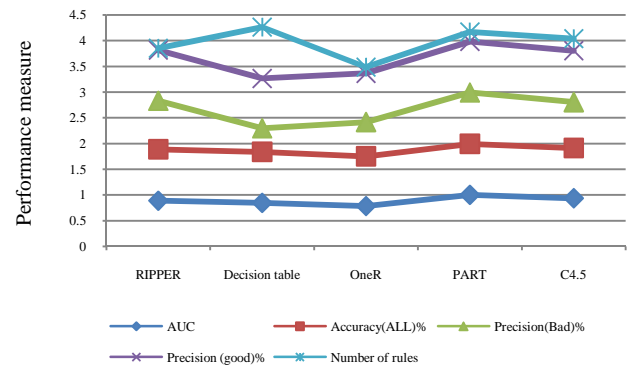 Performance measure
4.5
4
3.5
3
2.5
2
1.5
1
0.5
0
RIPPER Decision table OneR PART C4.5
AUC Accuracy(ALL)% Precision(Bad)%
Precision (good)% Number of rules